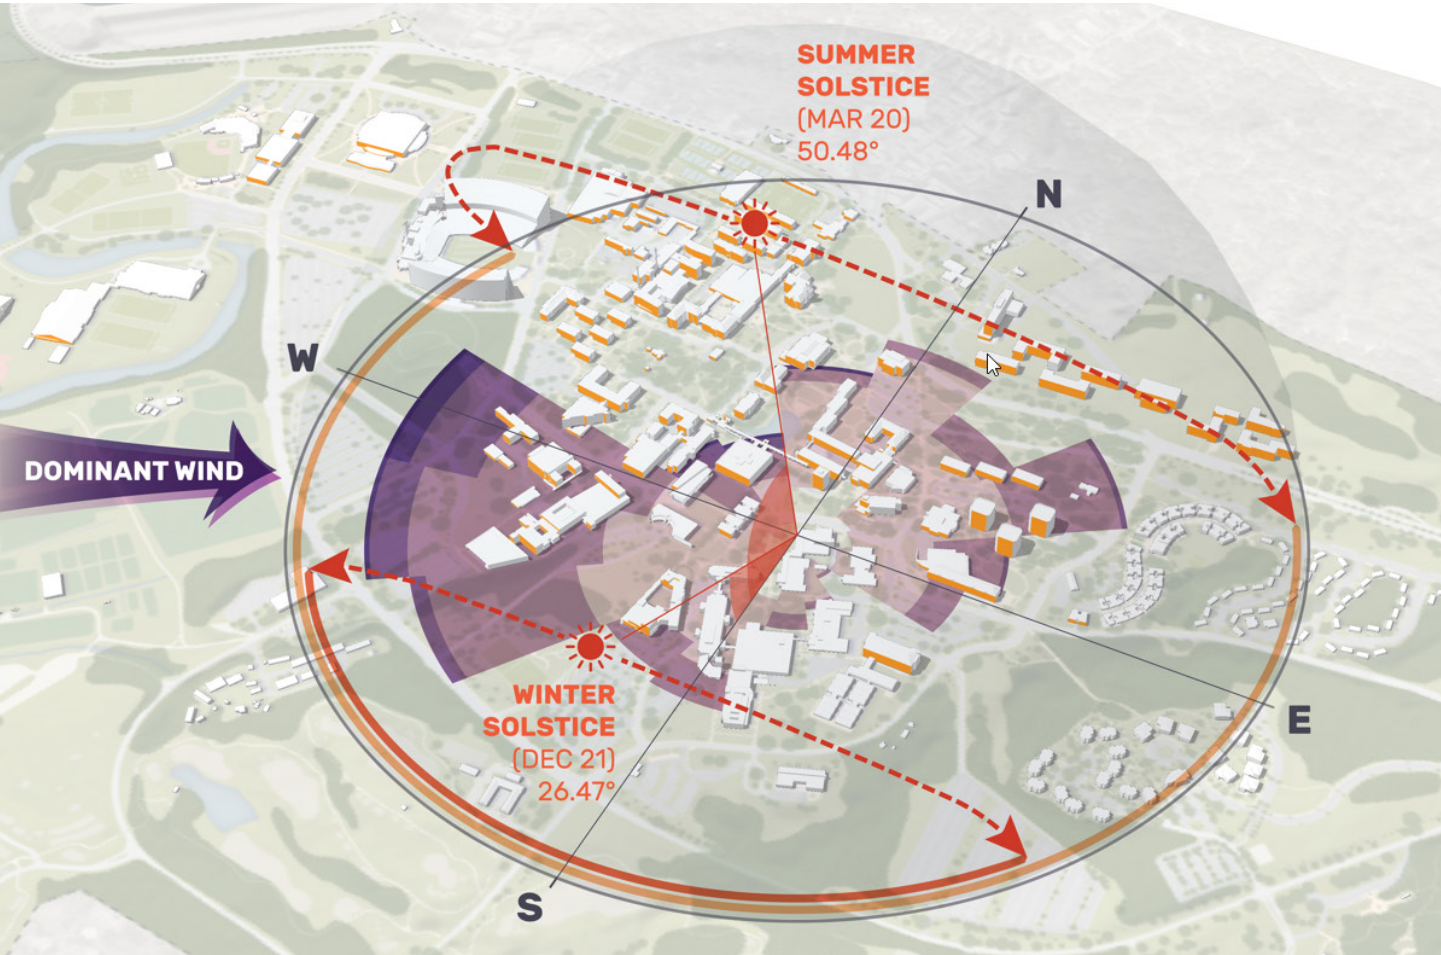 SUMMER
SOLSTICE
(MAR 20)
50.48°
N
W
DOMINANT WIND
WINTER
SOLSTICE
(DEC 21)
26.47°
E
S